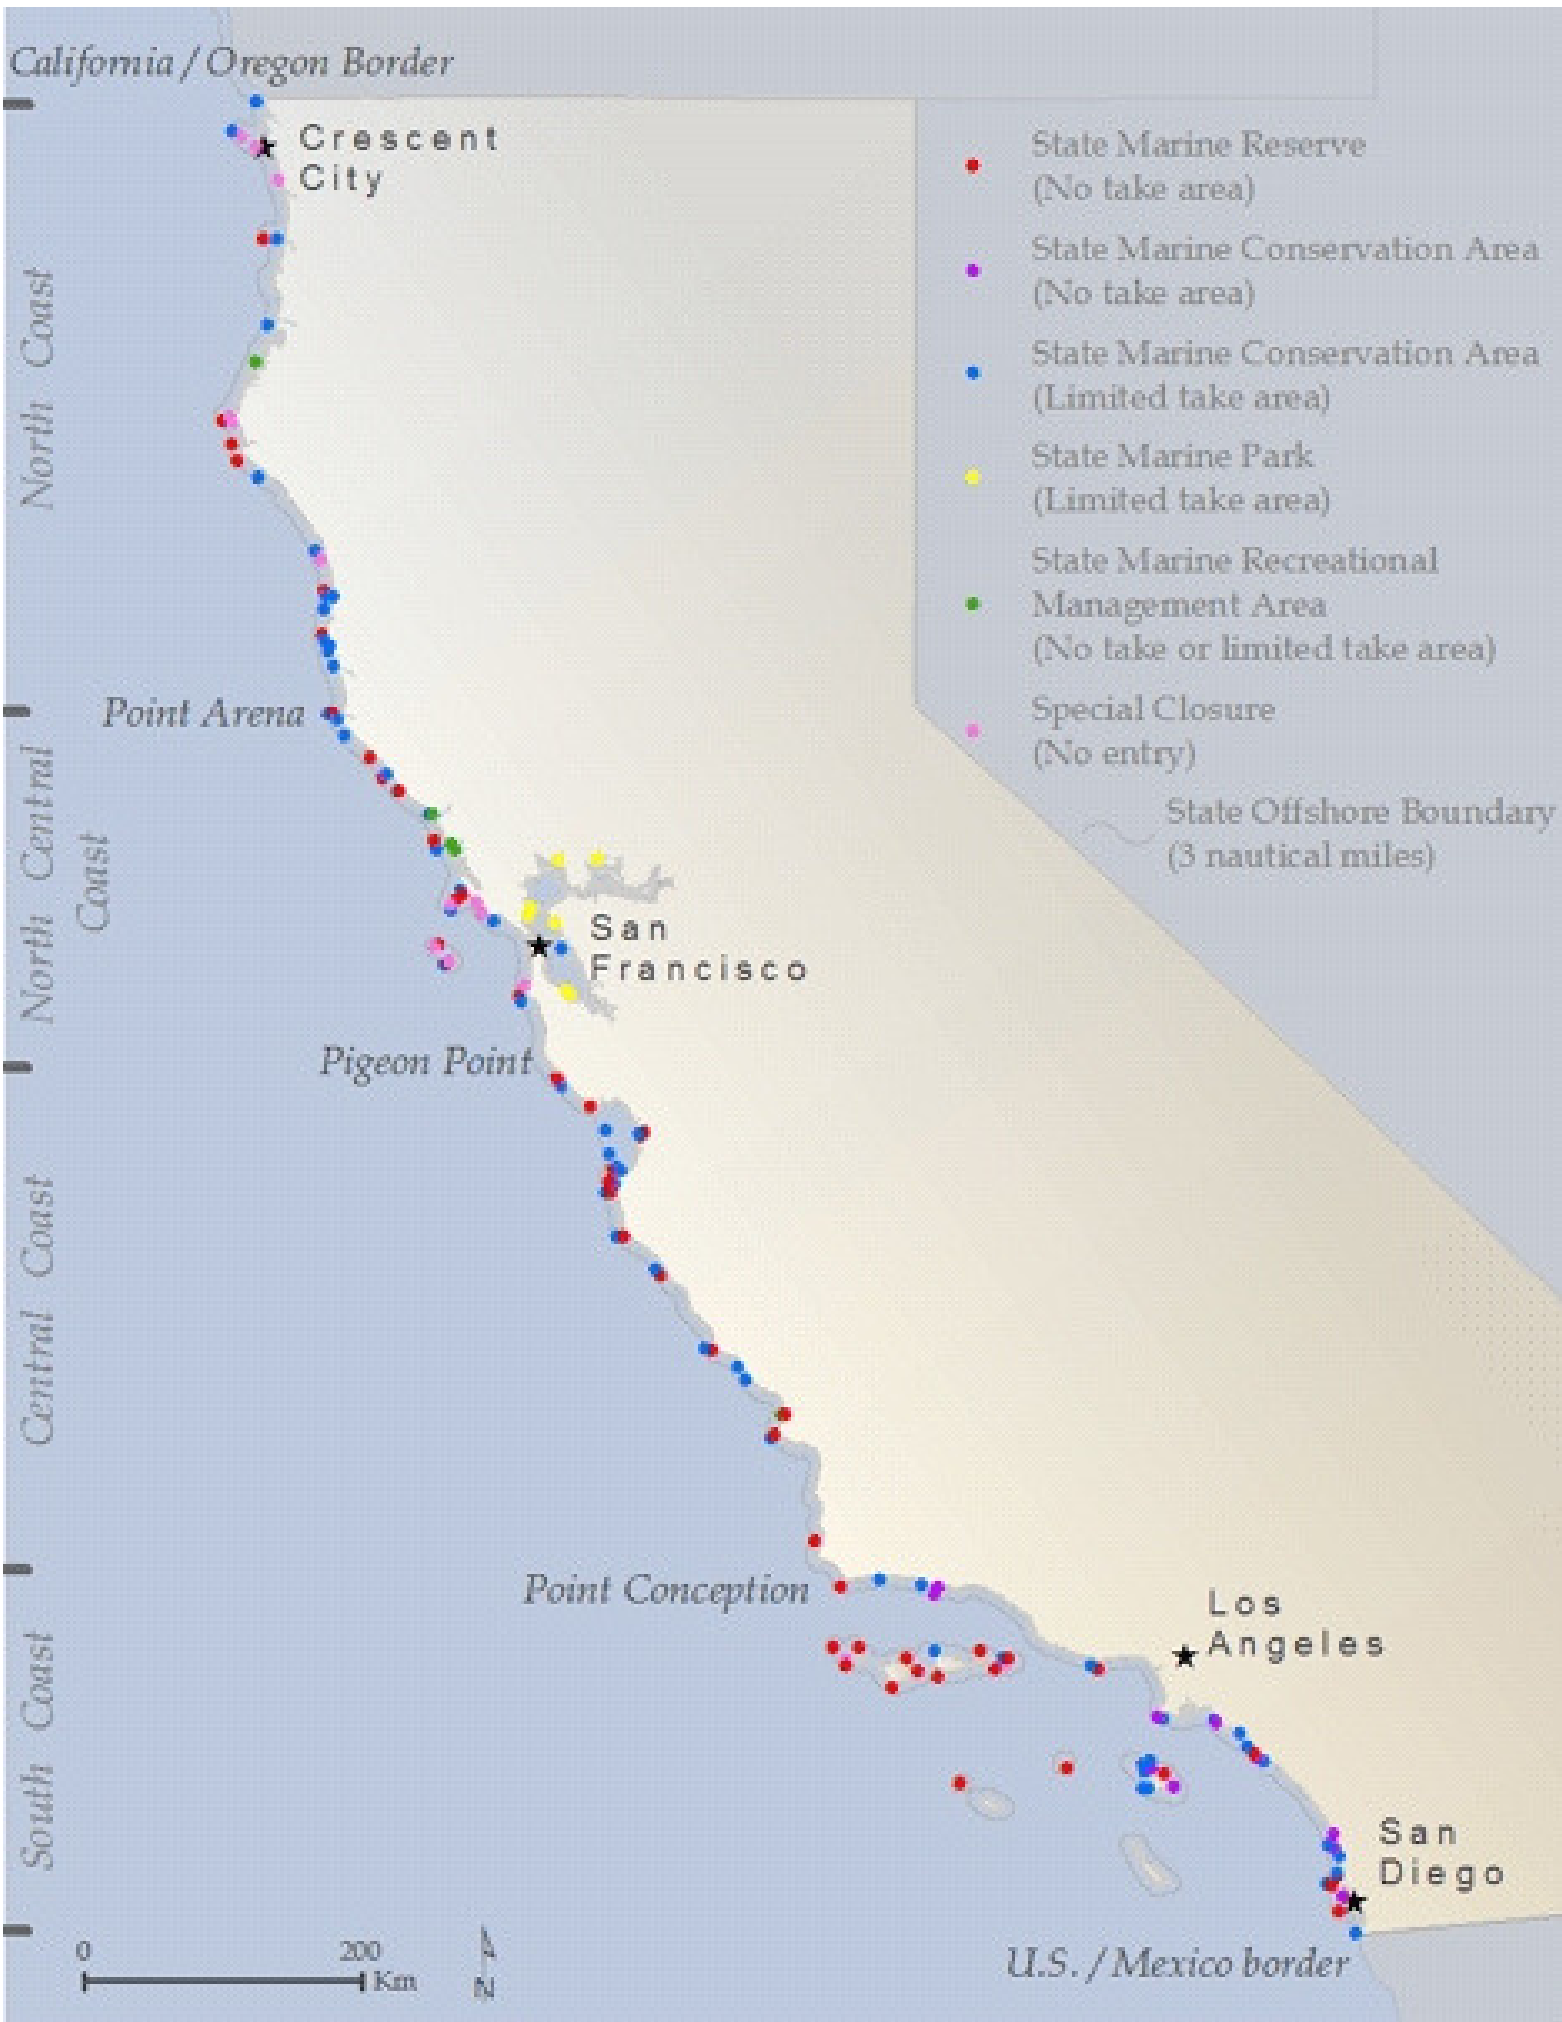 California / Oregon Border
Crescent
City
State Marine Reserve
(No take area)
State Marine Conservation Area
(No take area)
State Marine Conservation Area
(Limited take area)
State Marine Park
(Limited take area)
State Marine Recreational
Management Area
(No take or limited take area)
Special Closure
(No entry)
State Offshore Boundary
(3 nautical miles)
North Coast
Point Arena
North Central
Coast
San
Francisco
Pigeon Point
Central Coast
Point Conception
Los
Angeles
South Coast
San
Diego
U.S. / Mexico border
0 200 Km
N